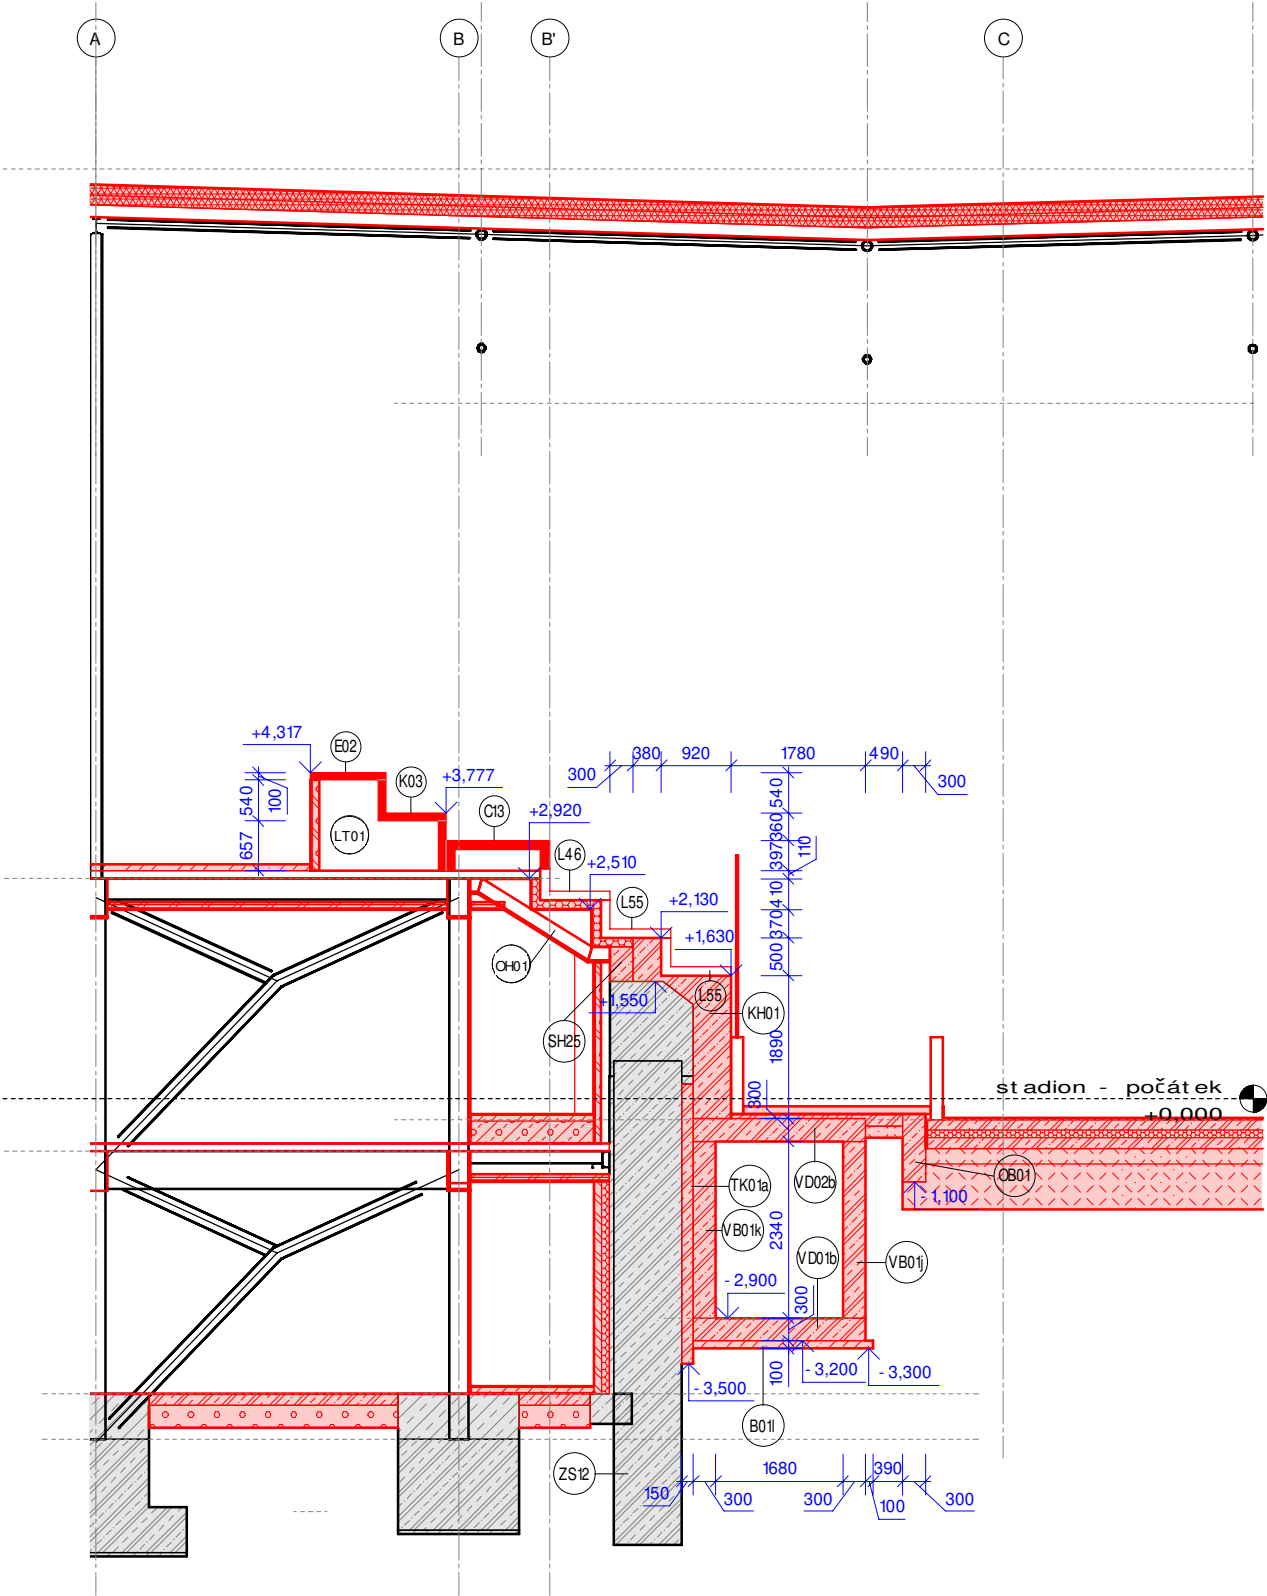 A
B
B'
C
+4,317
E02
K03
+3,777
C13
+2,920
L46
+2,510
L55
+2,130
+1,630
LT01
540
100
657
300
380
920
1780
490
300
540
360
397
110
410
370
500
1890
300
OH01
SH25
+1,550
L55
KH01
stadion - počátek
+0,000
OB01
- 1,100
TK01a
VD02b
VB01k
2340
VD01b
VB01j
- 2,900
300
100
- 3,200
- 3,300
- 3,500
B01l
ZS12
150
300
1680
300
390
100
300